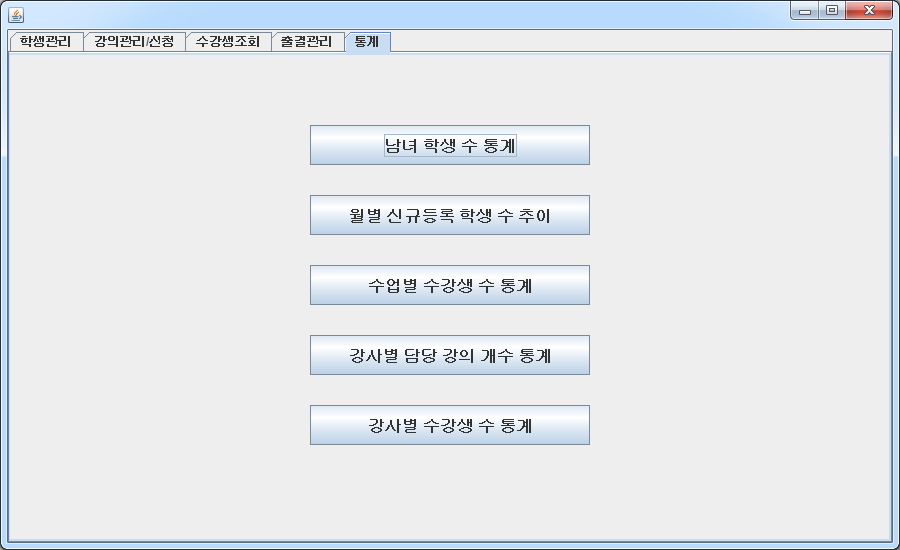 학생관리 강의관리/신청 수강생조회 출결관리 통계
남녀 학생 수 통계
월별 신규등록 학생 수 추이
수업별 수강생 수 통계
강사별 담당 강의 개수 통계
강사별 수강생 수 통계